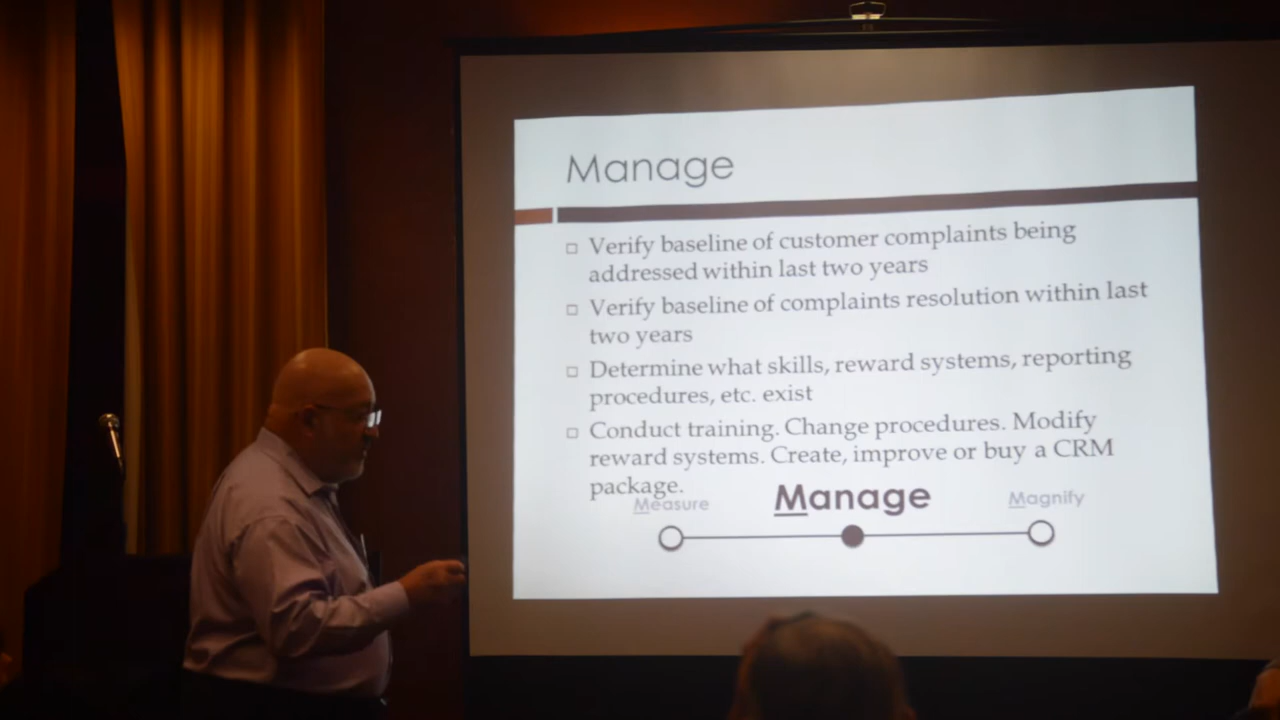 Manage
Verify baseline of customer complaints being
addressed within last two years
Verify baseline of complaints resolution within last
two years
Determine what skills, reward systems, reporting
procedures, etc. exist
Conduct training. Change procedures. Modify
reward systems. Create, improve or buy a CRM
package.
Measure Manage Magnify